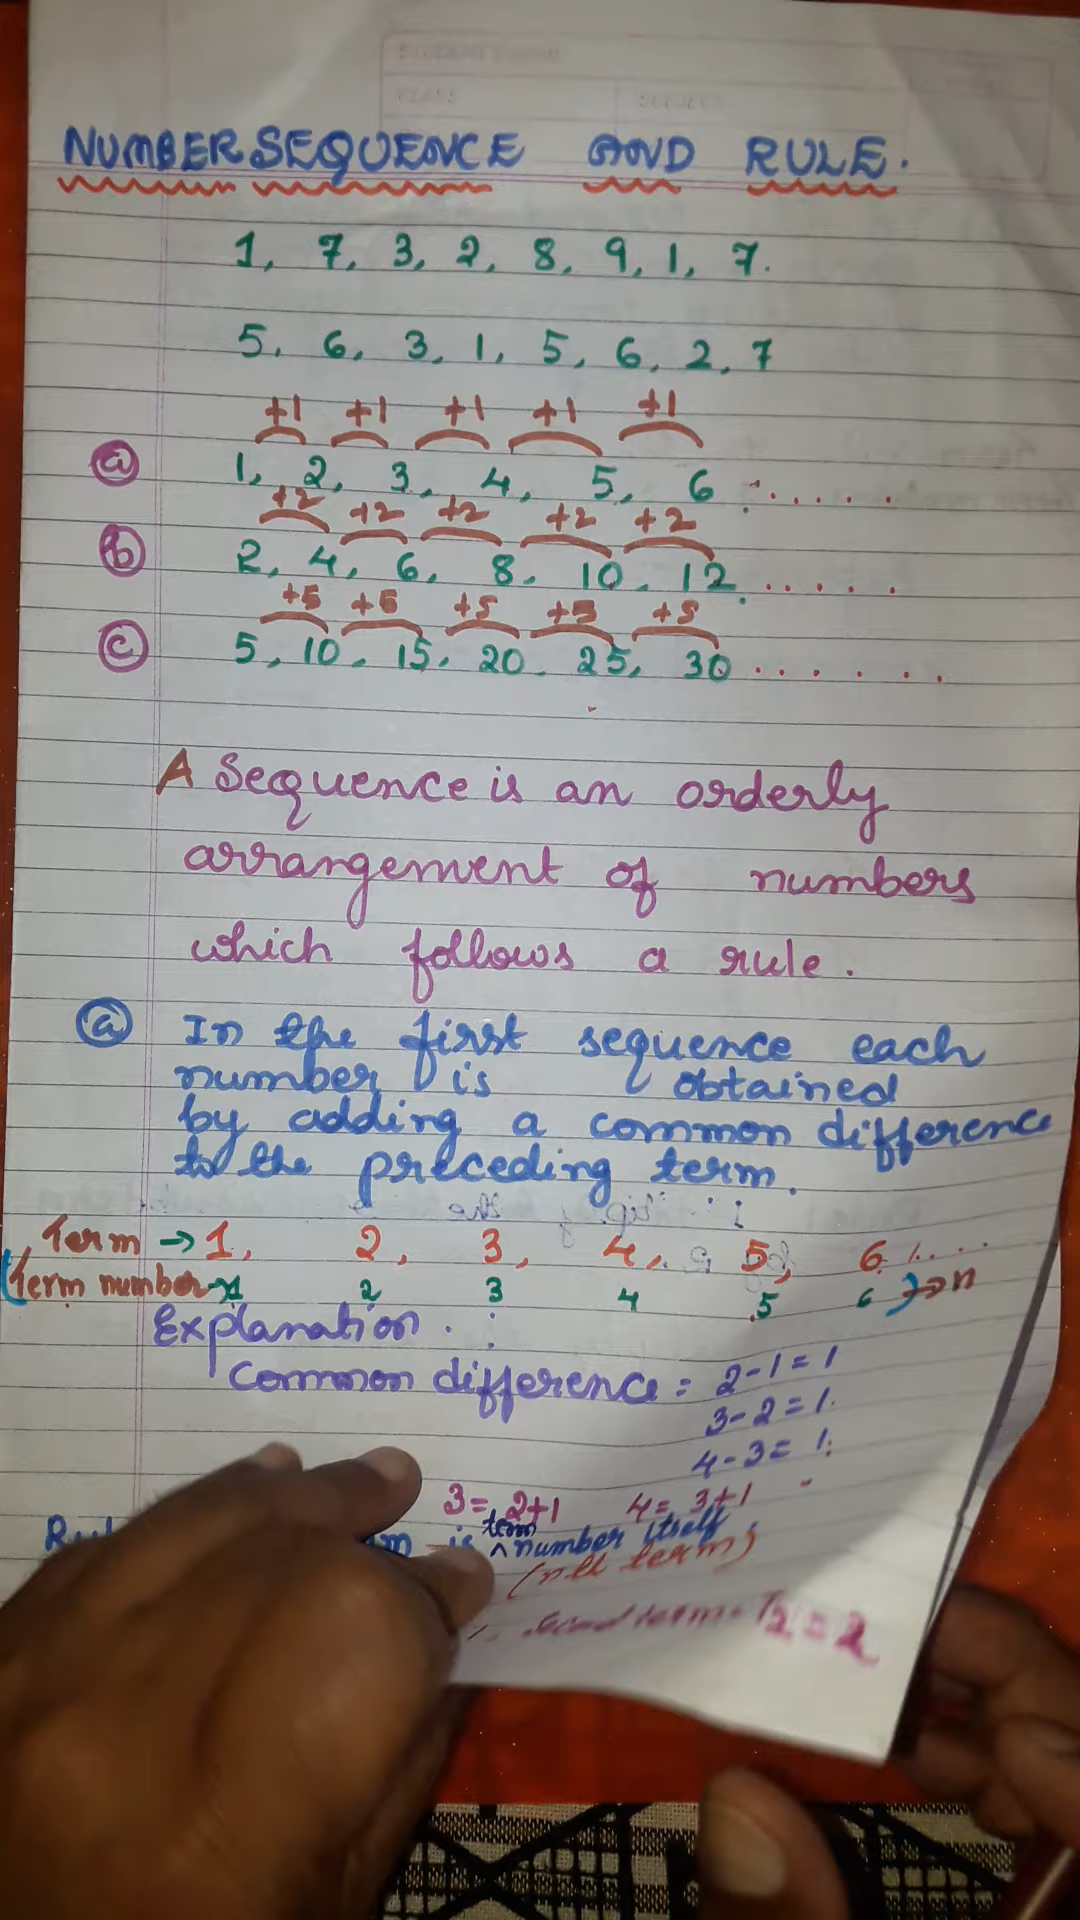 NUMBER SEQUENCE AND RULE.
1, 7, 3, 2, 8, 9, 1, 7.
5, 6, 3, 1, 5, 6, 2, 7
+1 +1 +1 +1 +1
(a) 1, 2, 3, 4, 5, 6, .....
+2 +2 +2 +2 +2
(b) 2, 4, 6, 8, 10, 12, .....
+5 +5 +5 +5 +5
(c) 5, 10, 15, 20, 25, 30 ......
A Sequence is an orderly
arrangement of numbers
which follows a rule.
(a) In the first sequence each
number is obtained
by adding a common difference
to the preceding term.
Term → 1, 2, 3, 4, 5, 6, ....
(Term number → 1 2 3 4 5 6 ) → n
Explanation :
Common difference = 2-1 = 1
3-2 = 1.
4-3 = 1.
3 = 2+1 4 = 3+1
is term number itself.
(nth term)
Second term = T2 = 2